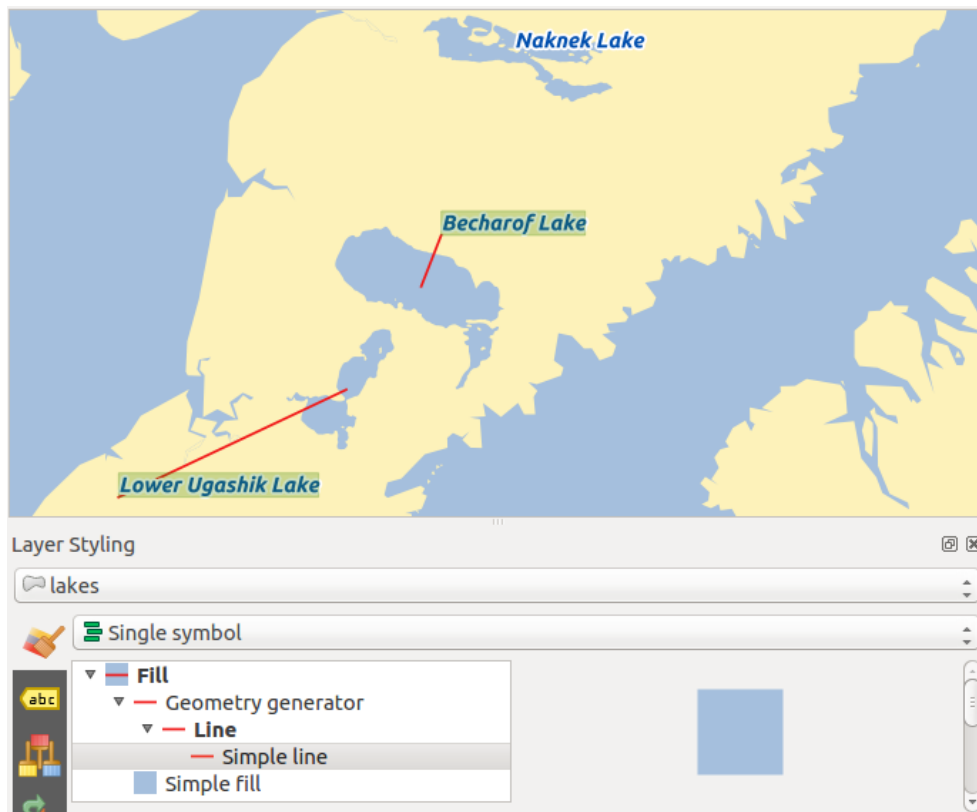 Naknek Lake
Becharof Lake
Lower Ugashik Lake
Layer Styling
lakes
Single symbol
abc
Fill
Geometry generator
Line
Simple line
Simple fill